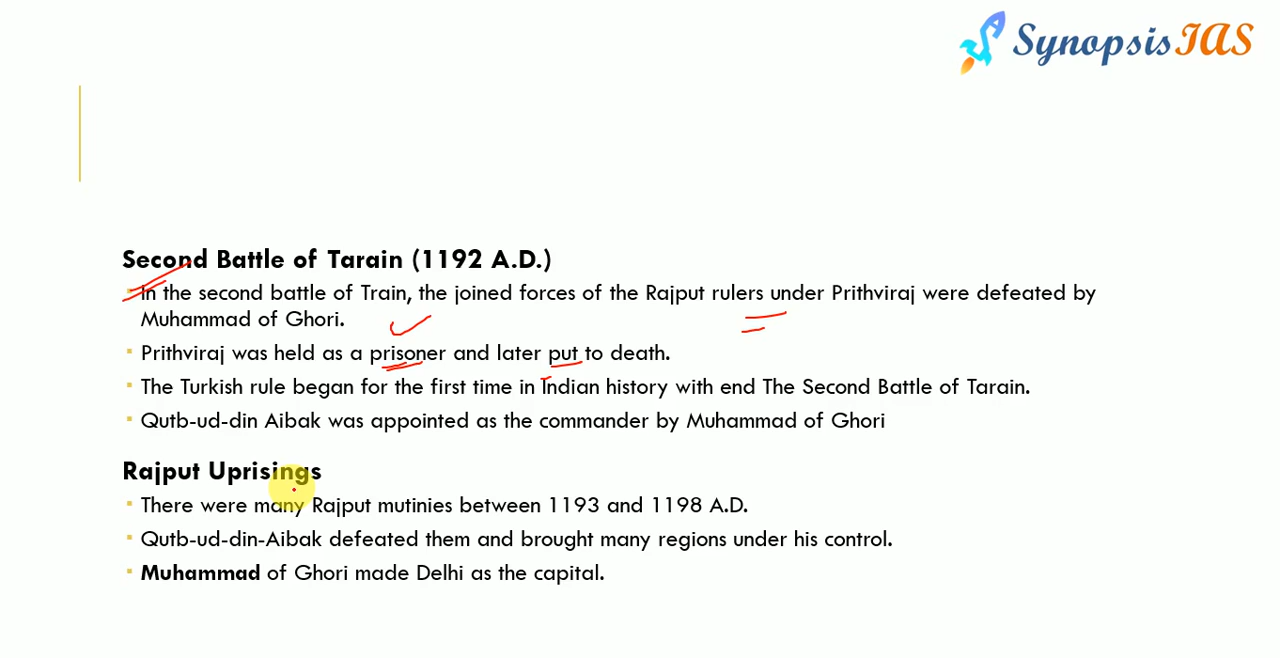 SynopsisIAS
Second Battle of Tarain (1192 A.D.)
In the second battle of Train, the joined forces of the Rajput rulers under Prithviraj were defeated by
Muhammad of Ghori.
Prithviraj was held as a prisoner and later put to death.
The Turkish rule began for the first time in Indian history with end The Second Battle of Tarain.
Qutb-ud-din Aibak was appointed as the commander by Muhammad of Ghori
Rajput Uprisings
There were many Rajput mutinies between 1193 and 1198 A.D.
Qutb-ud-din-Aibak defeated them and brought many regions under his control.
Muhammad of Ghori made Delhi as the capital.